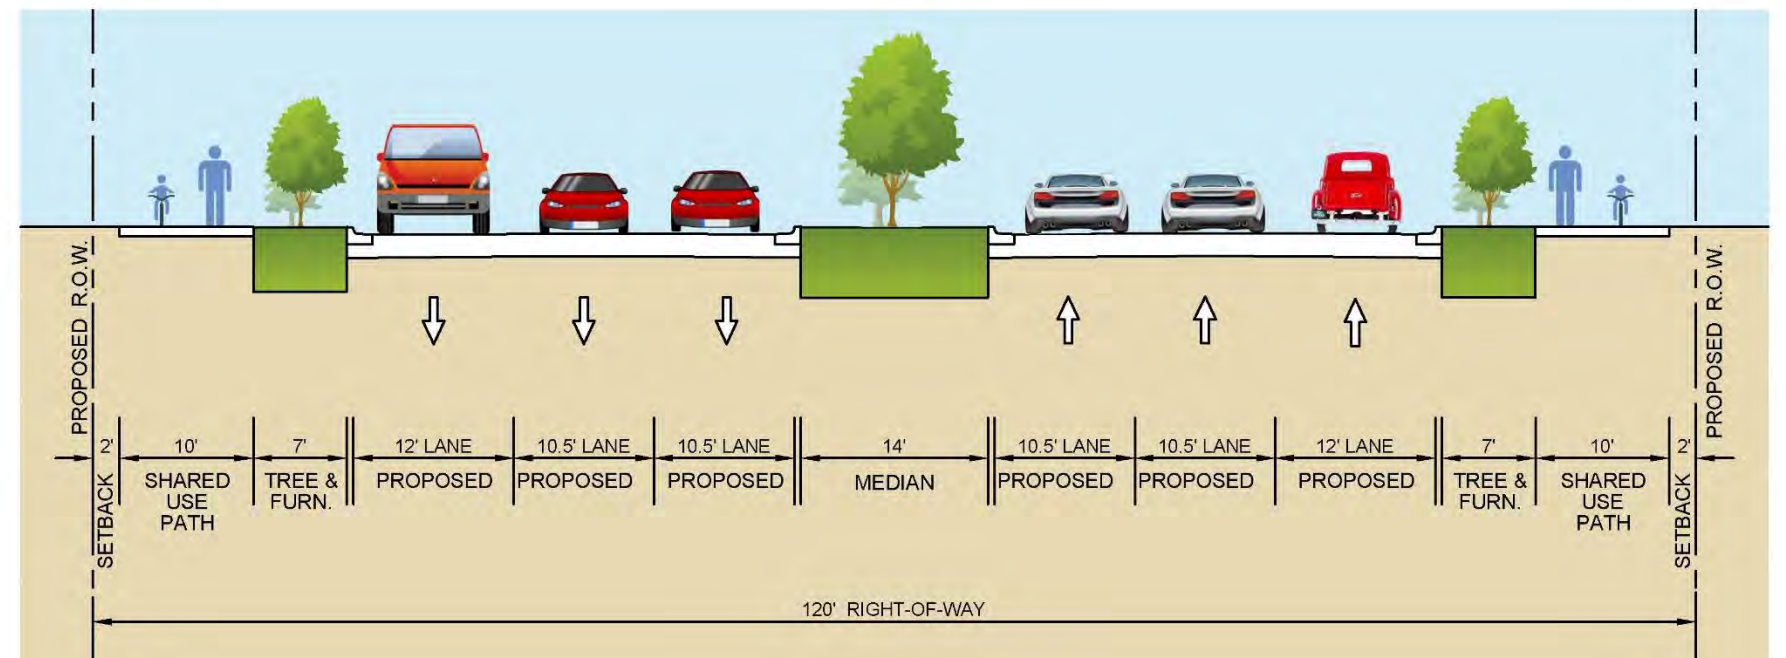 PROPOSED R.O.W.
PROPOSED R.O.W.
2' 10' 7' 12' LANE 10.5' LANE 10.5' LANE 14' 10.5' LANE 10.5' LANE 12' LANE 7' 10' 2'
SETBACK
SHARED
USE
PATH
TREE &
FURN.
PROPOSED PROPOSED PROPOSED MEDIAN PROPOSED PROPOSED PROPOSED
TREE &
FURN.
SHARED
USE
PATH
SETBACK
120' RIGHT-OF-WAY